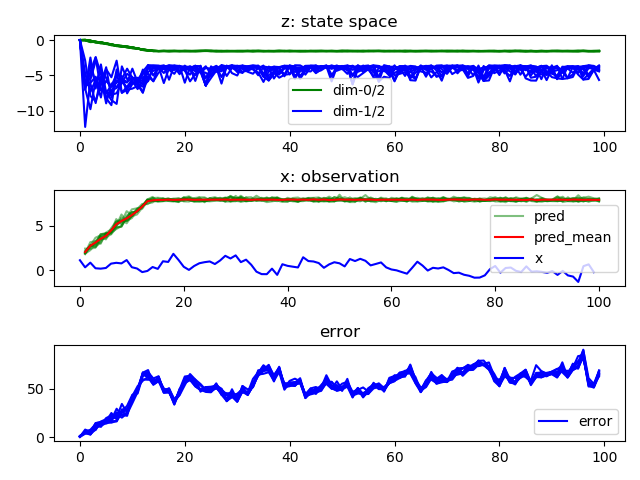 z: state space
0
−5
−10
dim-0/2
dim-1/2
0 20 40 60 80 100
x: observation
5
0
pred
pred_mean
x
0 20 40 60 80 100
error
50
0
error
0 20 40 60 80 100